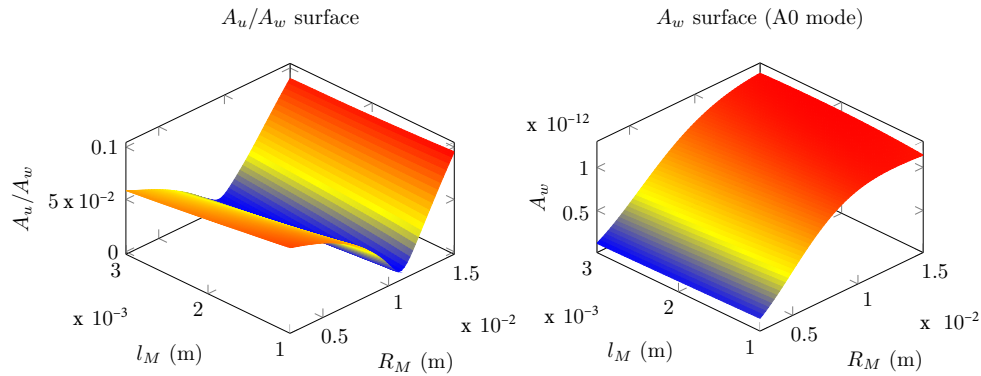 A_u/A_w surface
0.1
5 x 10^{-2}
0
A_u/A_w
3
2
1
x 10^{-3}
l_M (m)
0.5
1
1.5
x 10^{-2}
R_M (m)
A_w surface (A0 mode)
x 10^{-12}
1
0.5
A_w
3
2
1
x 10^{-3}
l_M (m)
0.5
1
1.5
x 10^{-2}
R_M (m)